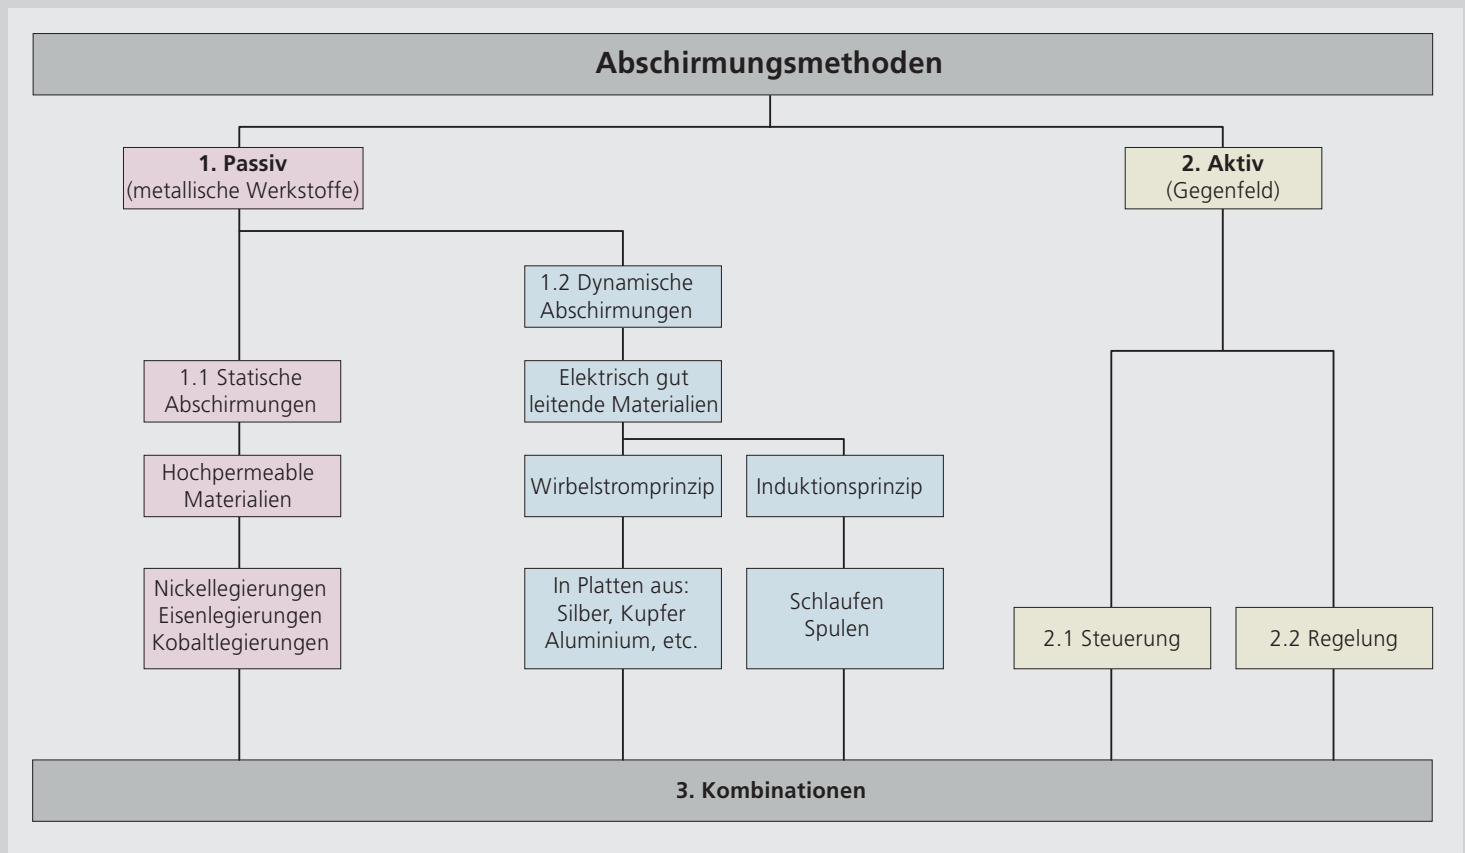 Abschirmungsmethoden
1. Passiv
(metallische Werkstoffe)
2. Aktiv
(Gegenfeld)
1.2 Dynamische
Abschirmungen
1.1 Statische
Abschirmungen
Elektrisch gut
leitende Materialien
Hochpermeable
Materialien
Wirbelstromprinzip
Induktionsprinzip
Nickellegierungen
Eisenlegierungen
Kobaltlegierungen
In Platten aus:
Silber, Kupfer
Aluminium, etc.
Schlaufen
Spulen
2.1 Steuerung
2.2 Regelung
3. Kombinationen